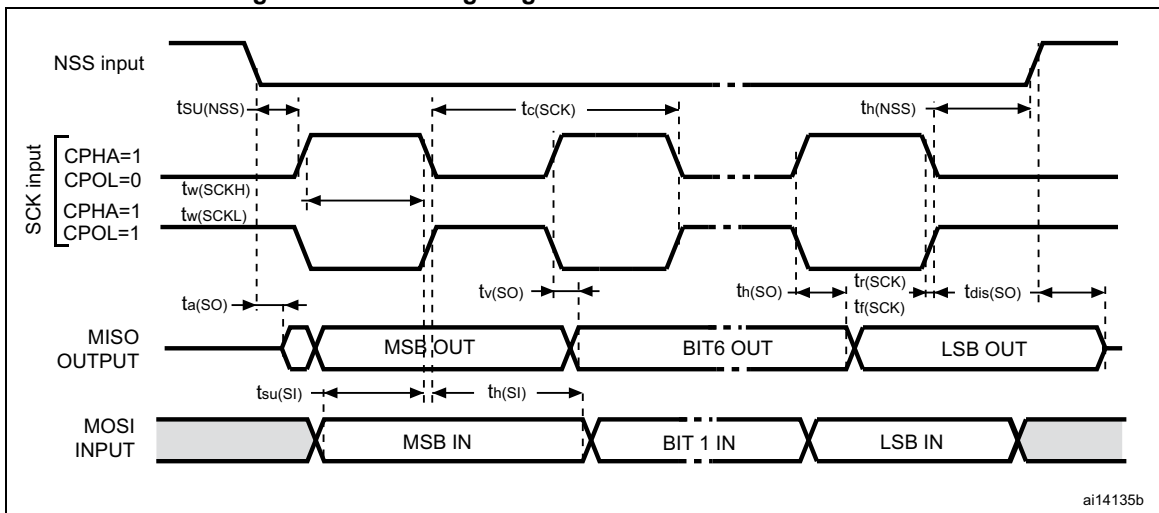 NSS input
tSU(NSS)
tc(SCK)
th(NSS)
SCK input
CPHA=1
CPOL=0
tw(SCKH)
CPHA=1
tw(SCKL)
CPOL=1
ta(SO)
tv(SO)
th(SO)
tr(SCK)
tf(SCK)
tdis(SO)
MISO
OUTPUT
MSB OUT
BIT6 OUT
LSB OUT
tsu(SI)
th(SI)
MOSI
INPUT
MSB IN
BIT 1 IN
LSB IN
ai14135b